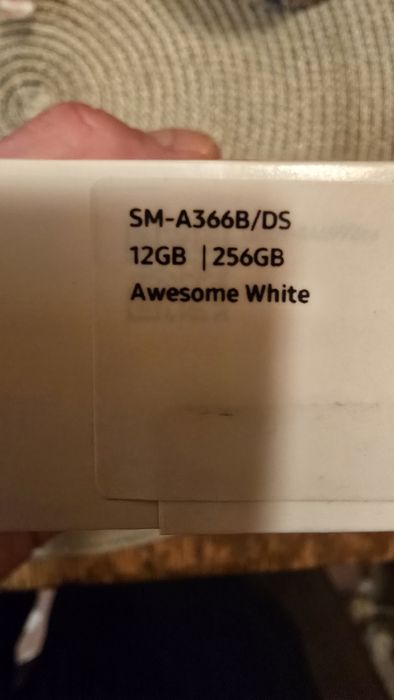 SM-A366B/DS
12GB | 256GB
Awesome White